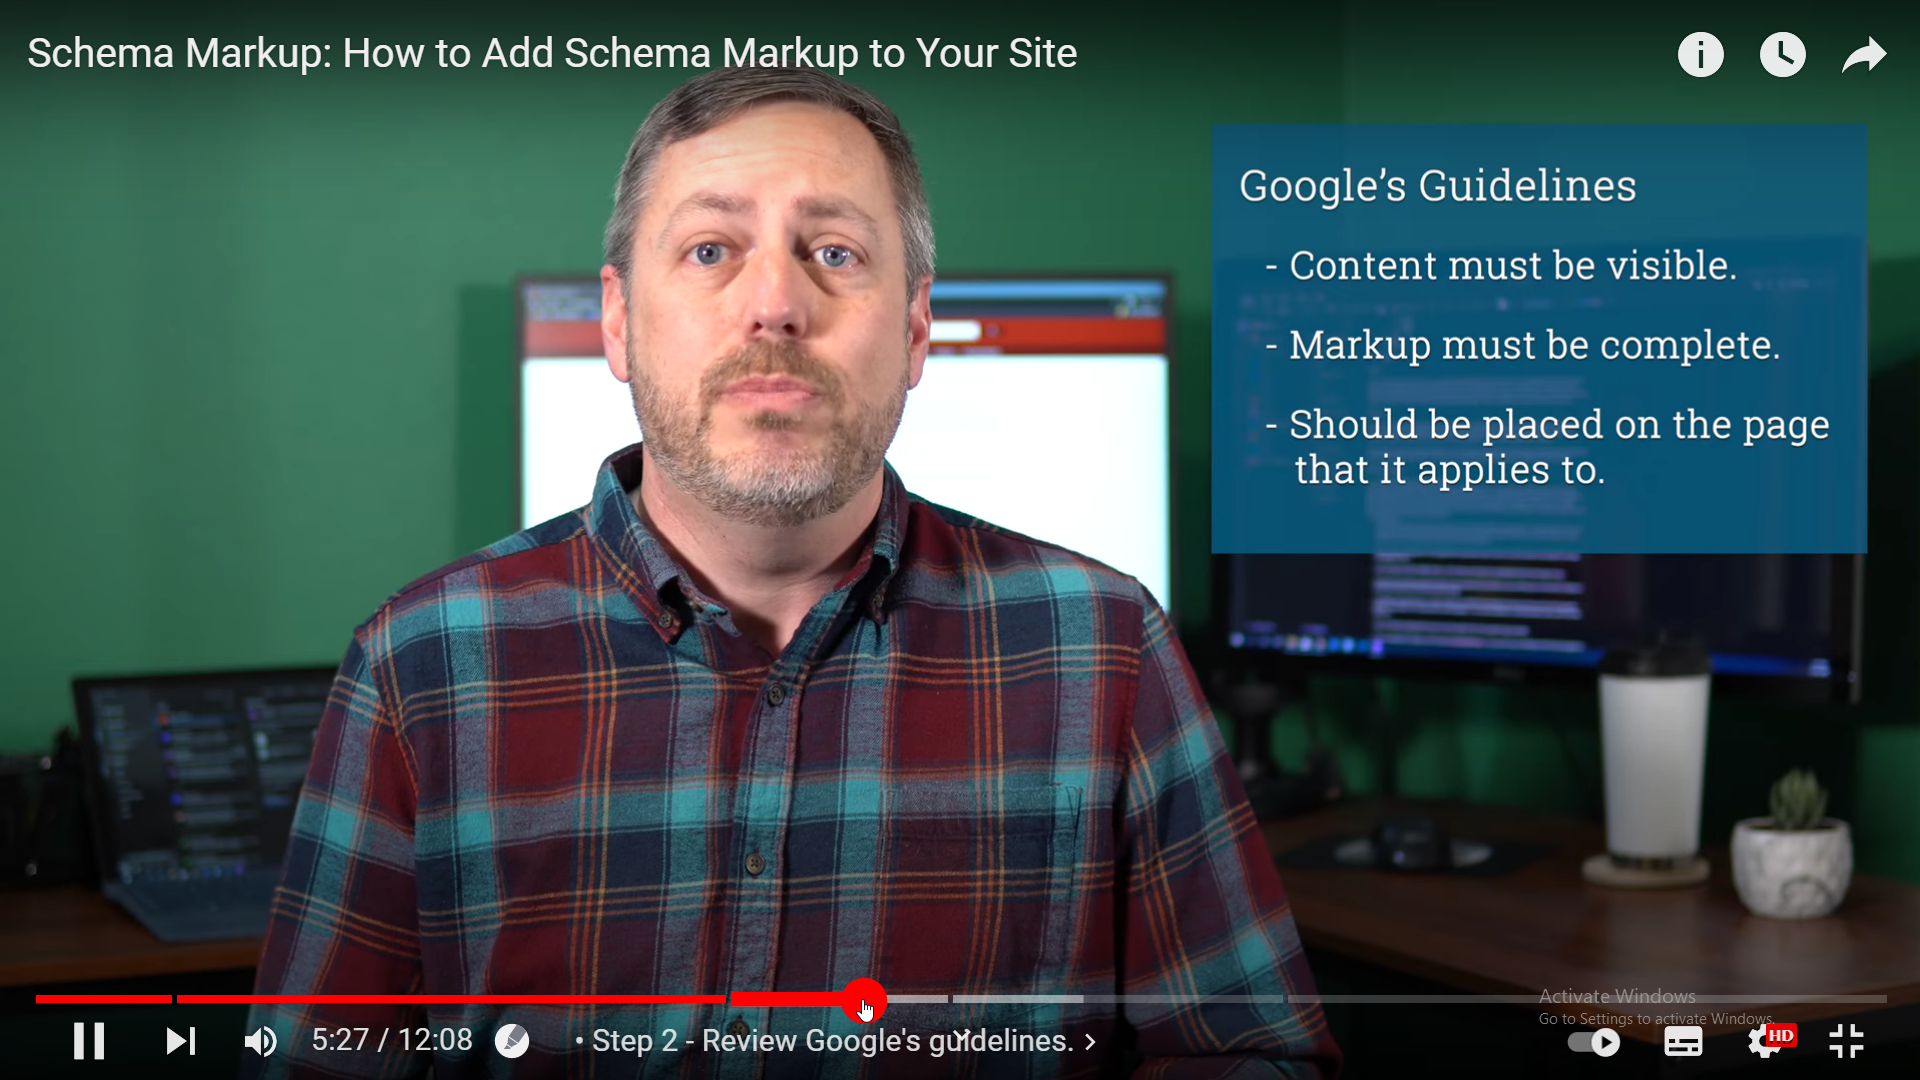 Schema Markup: How to Add Schema Markup to Your Site
Google's Guidelines
- Content must be visible.
- Markup must be complete.
- Should be placed on the page
that it applies to.
5:27 / 12:08
• Step 2 - Review Google's guidelines.
HD
Activate Windows
Go to Settings to activate Windows.